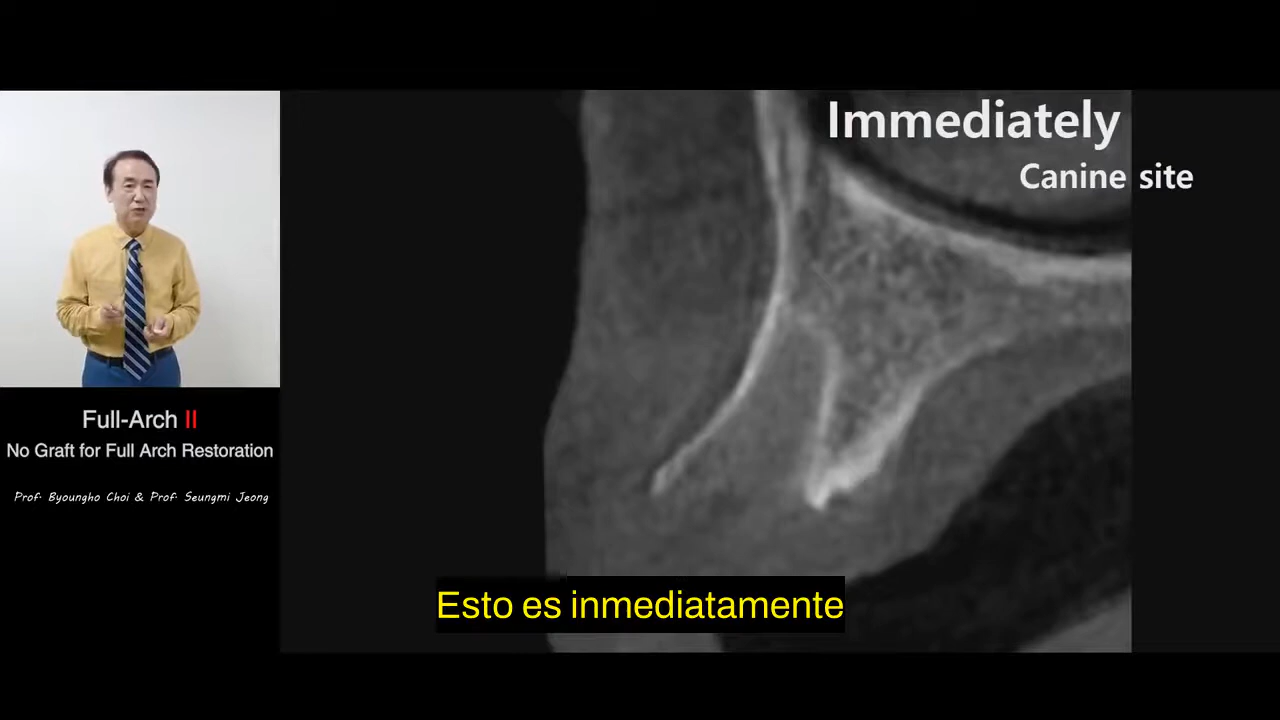 Immediately
Canine site
Full-Arch II
No Graft for Full Arch Restoration
Prof. Byoungho Choi & Prof. Seungmi Jeong
Esto es inmediatamente